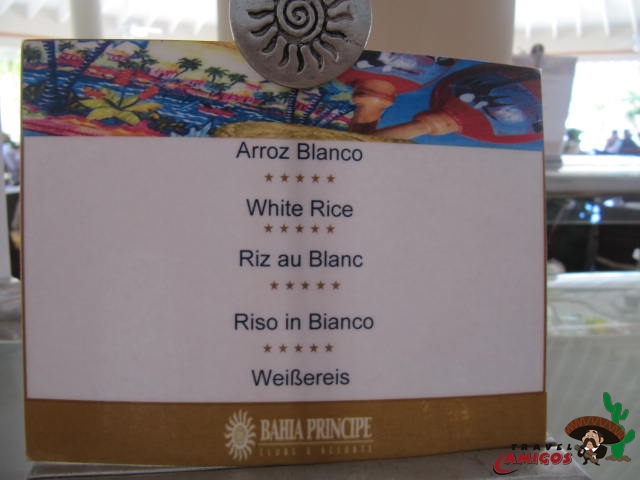 Arroz Blanco
White Rice
Riz au Blanc
Riso in Bianco
Weißereis
BAHIA PRINCIPE
CLUBS & RESORTS
TRAVEL
AMIGOS